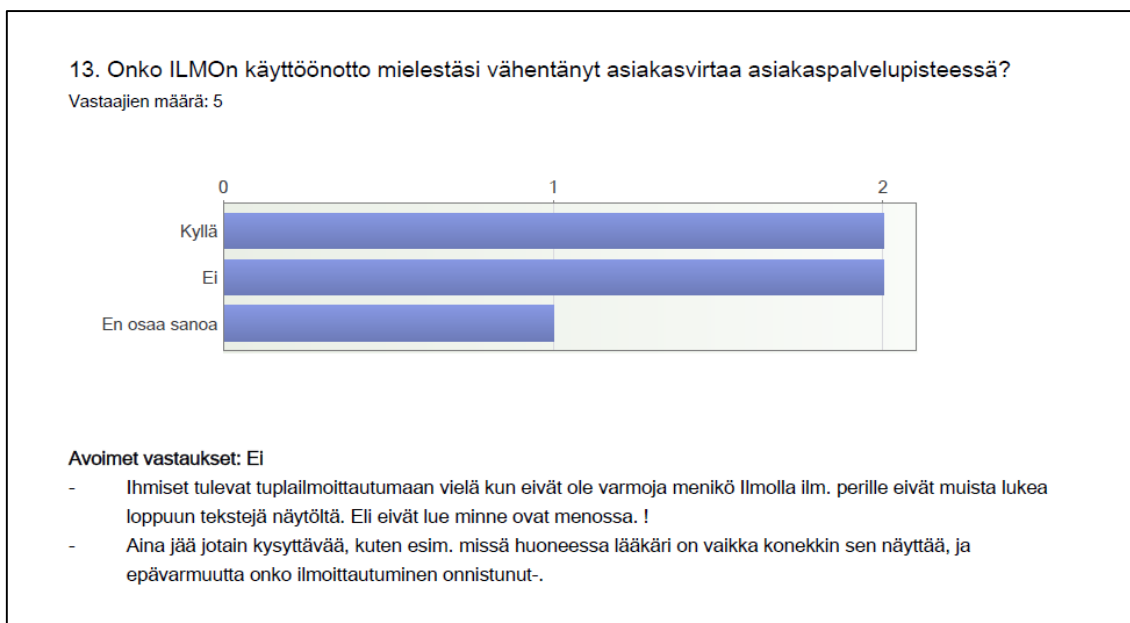 13. Onko ILMOn käyttöönotto mielestäsi vähentänyt asiakasvirtaa asiakaspalvelupisteessä?
Vastaajien määrä: 5
0 1 2
Kyllä
Ei
En osaa sanoa
Avoimet vastaukset: Ei
- Ihmiset tulevat tuplailmoittautumaan vielä kun eivät ole varmoja menikö Ilmolla ilm. perille eivät muista lukea
loppuun tekstejä näytöltä. Eli eivät lue minne ovat menossa. !
- Aina jää jotain kysyttävää, kuten esim. missä huoneessa lääkäri on vaikka konekkin sen näyttää, ja
epävarmuutta onko ilmoittautuminen onnistunut-.